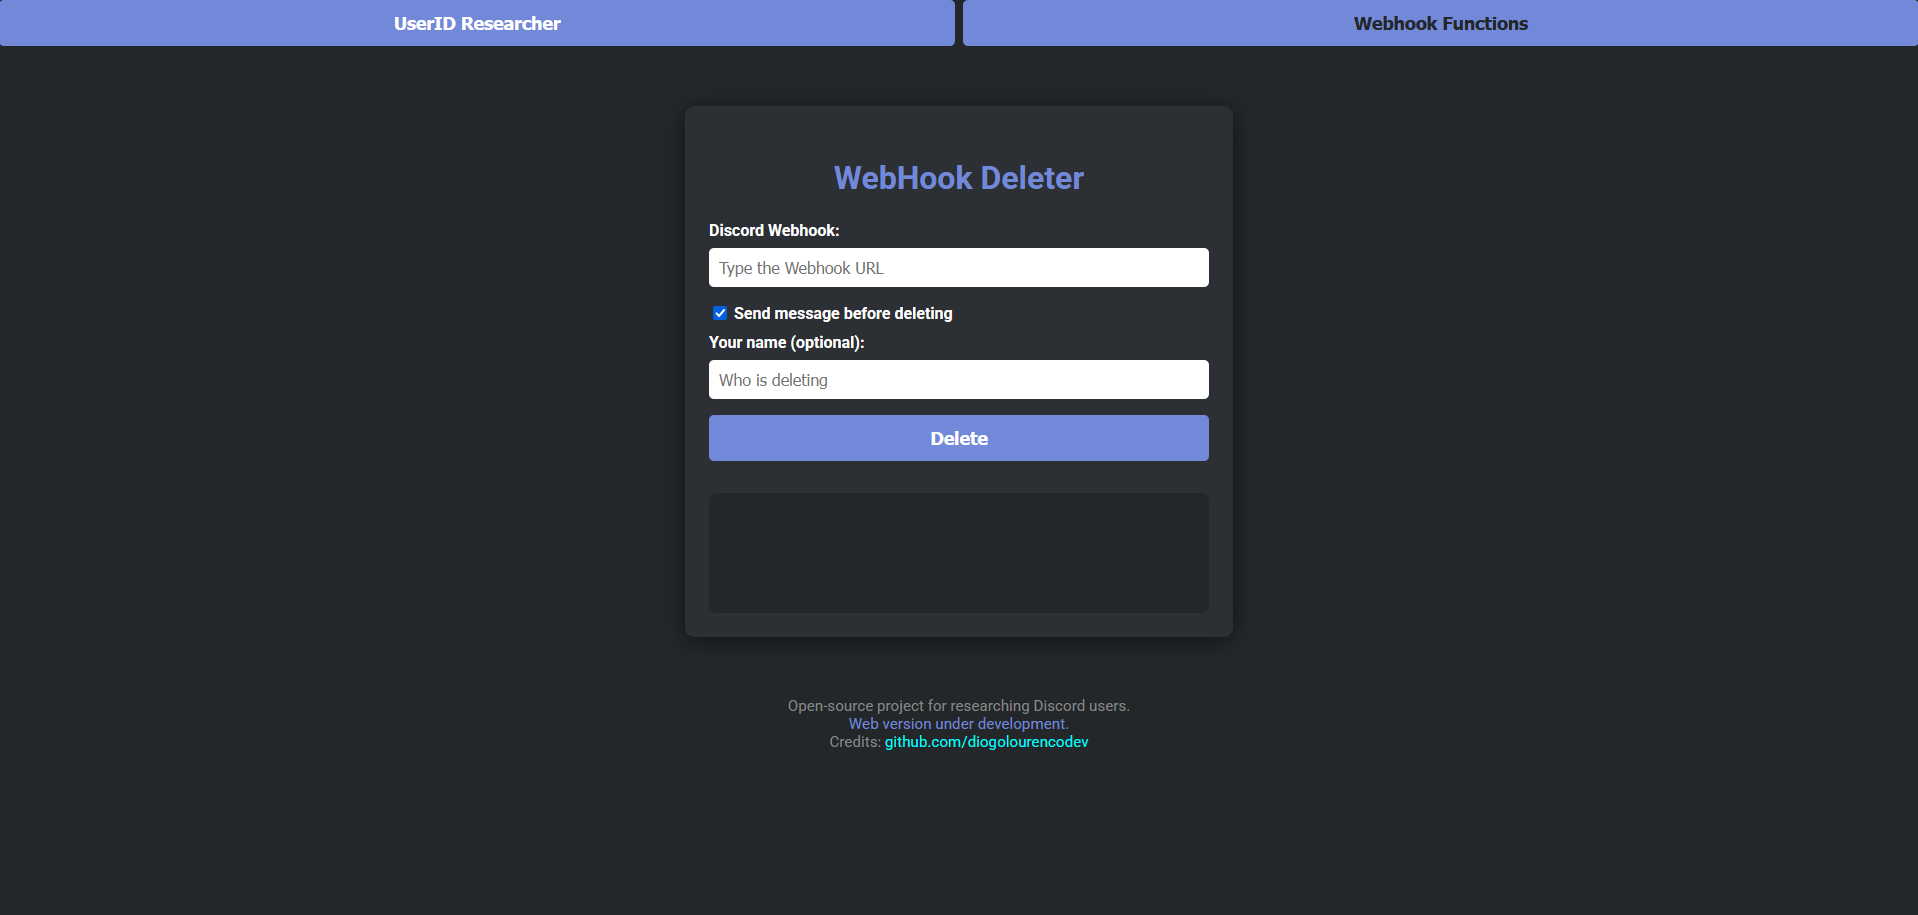 UserID Researcher
Webhook Functions
WebHook Deleter
Discord Webhook:
Type the Webhook URL
Send message before deleting
Your name (optional):
Who is deleting
Delete
Open-source project for researching Discord users.
Web version under development.
Credits: github.com/diogolourencodev